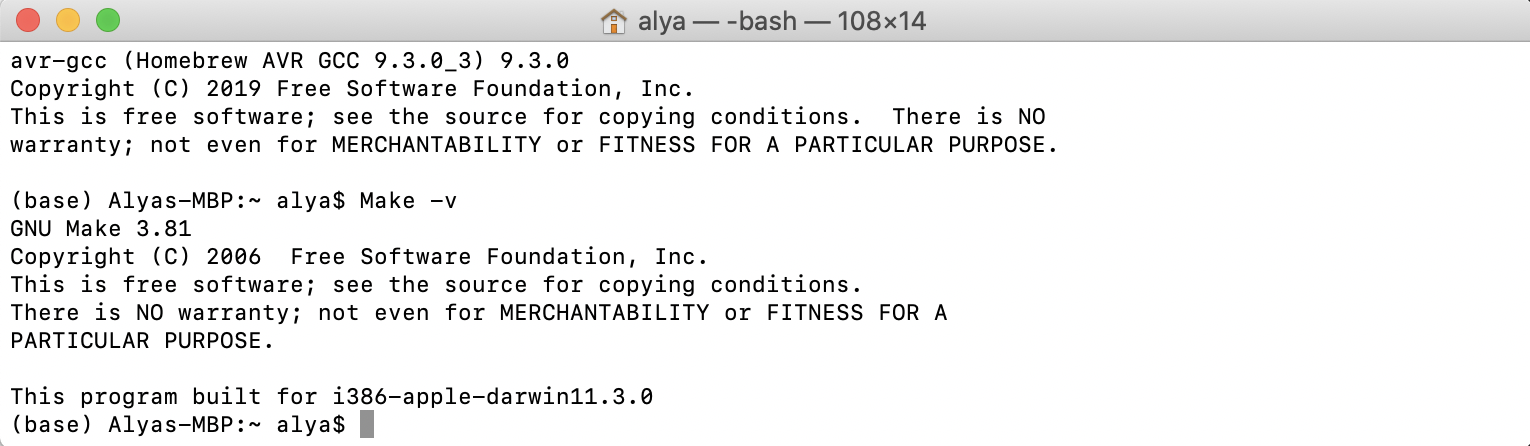 alya — -bash — 108×14
avr-gcc (Homebrew AVR GCC 9.3.0_3) 9.3.0
Copyright (C) 2019 Free Software Foundation, Inc.
This is free software; see the source for copying conditions.  There is NO
warranty; not even for MERCHANTABILITY or FITNESS FOR A PARTICULAR PURPOSE.
(base) Alyas-MBP:~ alya$ Make -v
GNU Make 3.81
Copyright (C) 2006  Free Software Foundation, Inc.
This is free software; see the source for copying conditions.
There is NO warranty; not even for MERCHANTABILITY or FITNESS FOR A
PARTICULAR PURPOSE.
This program built for i386-apple-darwin11.3.0
(base) Alyas-MBP:~ alya$